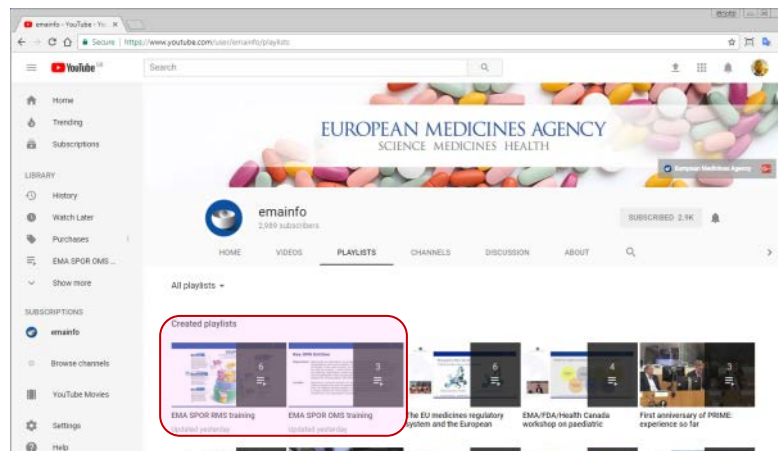 emainfo - YouTube - Yo
Secure | https://www.youtube.com/user/emainfo/playlists
YouTube GB
Search
Home
Trending
Subscriptions
LIBRARY
History
Watch Later
Purchases 1
EMA SPOR OMS ...
Show more
SUBSCRIPTIONS
emainfo
Browse channels
YouTube Movies
Settings
Help
EUROPEAN MEDICINES AGENCY
SCIENCE MEDICINES HEALTH
European Medicines Agency
emainfo
2,989 subscribers
SUBSCRIBED 2.9K
HOME VIDEOS PLAYLISTS CHANNELS DISCUSSION ABOUT
All playlists
Created playlists
6
3
6
4
3
EMA SPOR RMS training
Updated yesterday
EMA SPOR OMS training
Updated yesterday
The EU medicines regulatory
system and the European
EMA/FDA/Health Canada
workshop on paediatric
First anniversary of PRIME:
experience so far